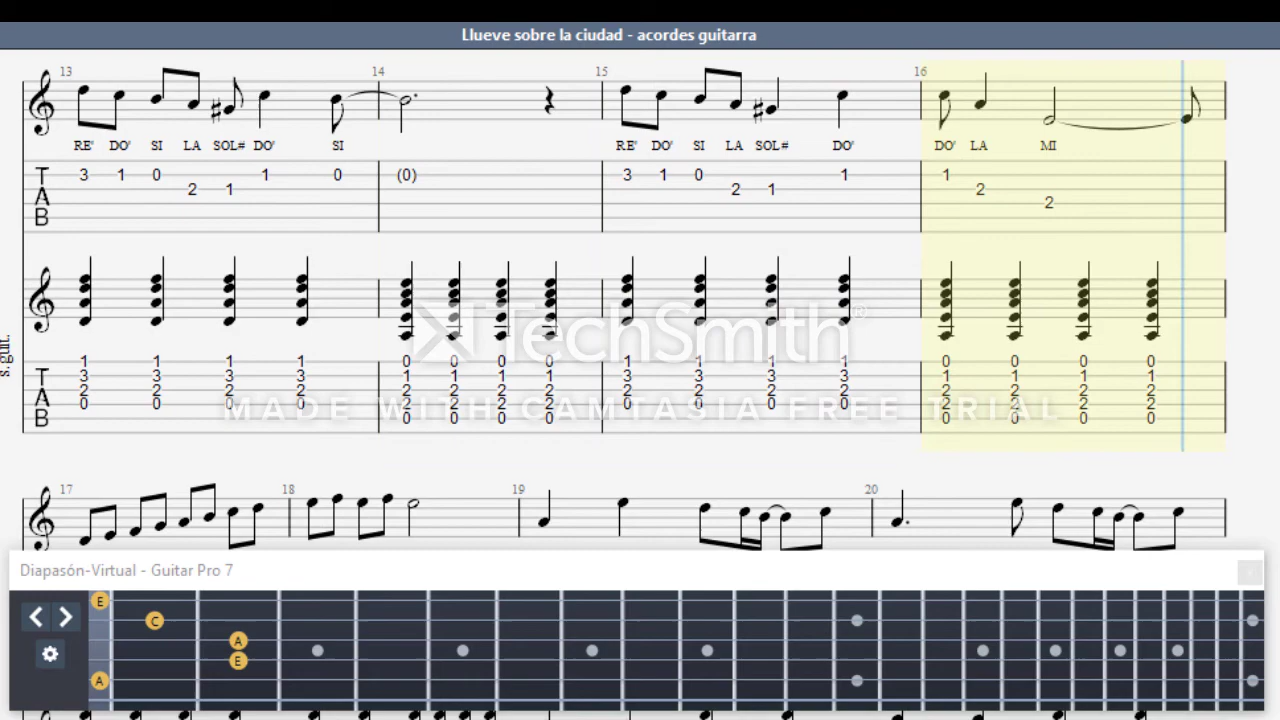 Llueve sobre la ciudad - acordes guitarra
13 14 15 16
RE' DO' SI LA SOL# DO' SI RE' DO' SI LA SOL# DO' DO' LA MI
T 3 1 0 1 0 (0) 3 1 0 1 1
A 2 1 2 1 2
B 2
TechSmith®
s. guit.
1 1 1 1 0 0 0 0 1 1 1 1 0 0 0 0
T 3 3 3 3 1 1 1 1 3 3 3 3 1 1 1 1
A 2 2 2 2 2 2 2 2 2 2 2 2 2 2 2 2
0 0 0 0 2 2 2 2 0 0 0 0 2 2 2 2
B 0 0 0 0 0 0 0 0
MADE WITH CAMTASIA FREE TRIAL
17 18 19 20
Diapasón-Virtual - Guitar Pro 7
E
C
A
E
A